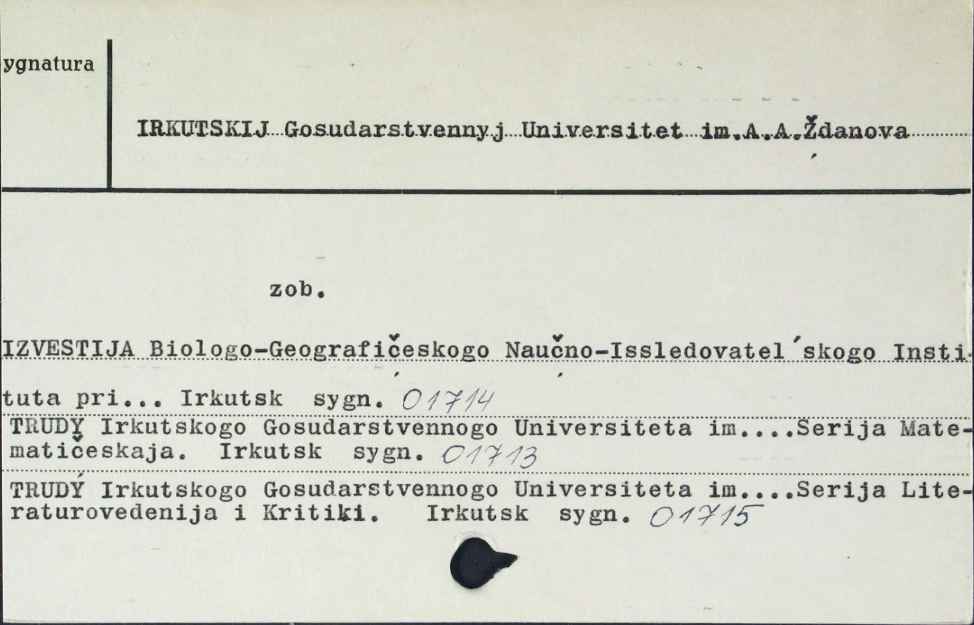 ygnatura
IRKUTSKIJ Gosudarstvennyj Universitet im.A.A.Ždanova
zob.
IZVESTIJA Biologo-Geografičeskogo Naučno-Issledovatel'skogo Insti-
tuta pri... Irkutsk sygn. 01714
TRUDY Irkutskogo Gosudarstvennogo Universiteta im....Serija Mate-
matičeskaja. Irkutsk sygn. 01713
TRUDÝ Irkutskogo Gosudarstvennogo Universiteta im....Serija Lite-
raturovedenija i Kritiki. Irkutsk sygn. 01715